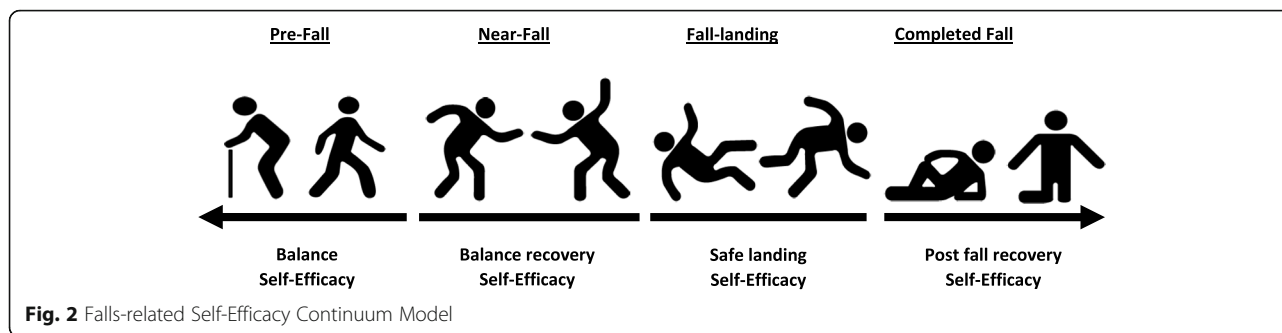 Pre-Fall Near-Fall Fall-landing Completed Fall
Balance Balance recovery Safe landing Post fall recovery
Self-Efficacy Self-Efficacy Self-Efficacy Self-Efficacy
Fig. 2 Falls-related Self-Efficacy Continuum Model